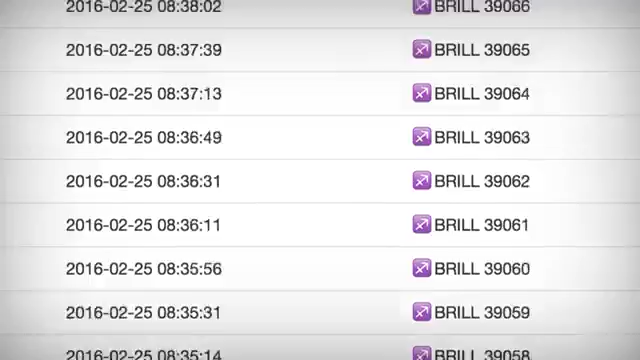 2016-02-25 08:38:02 ♐BRILL 39066
2016-02-25 08:37:39 ♐BRILL 39065
2016-02-25 08:37:13 ♐BRILL 39064
2016-02-25 08:36:49 ♐BRILL 39063
2016-02-25 08:36:31 ♐BRILL 39062
2016-02-25 08:36:11 ♐BRILL 39061
2016-02-25 08:35:56 ♐BRILL 39060
2016-02-25 08:35:31 ♐BRILL 39059
2016-02-25 08:35:14 ♐BRILL 39058